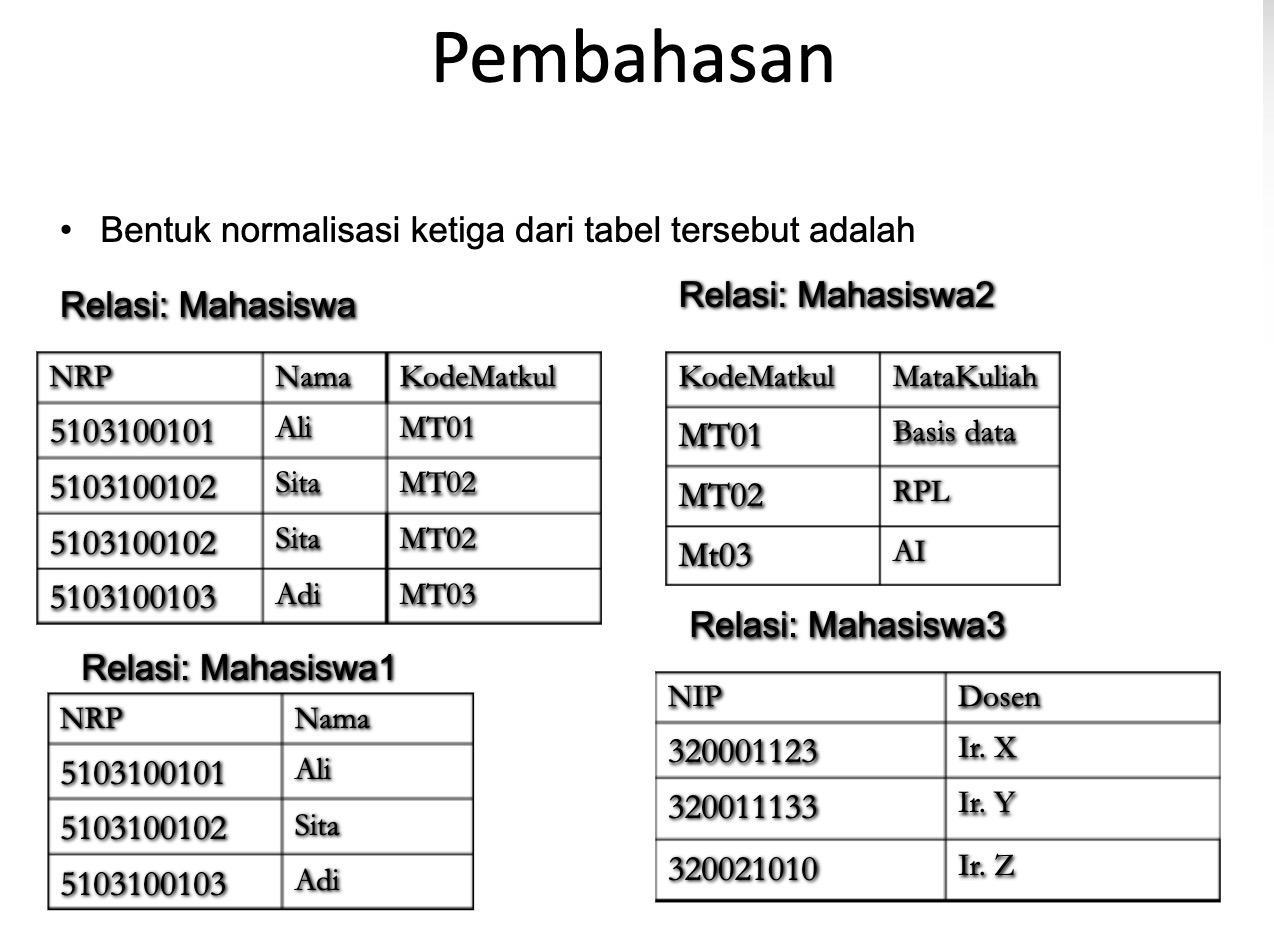 Pembahasan
• Bentuk normalisasi ketiga dari tabel tersebut adalah
Relasi: Mahasiswa
NRP Nama KodeMatkul
5103100101 Ali MT01
5103100102 Sita MT02
5103100102 Sita MT02
5103100103 Adi MT03
Relasi: Mahasiswa1
NRP Nama
5103100101 Ali
5103100102 Sita
5103100103 Adi
Relasi: Mahasiswa2
KodeMatkul MataKuliah
MT01 Basis data
MT02 RPL
Mt03 AI
Relasi: Mahasiswa3
NIP Dosen
320001123 Ir. X
320011133 Ir. Y
320021010 Ir. Z